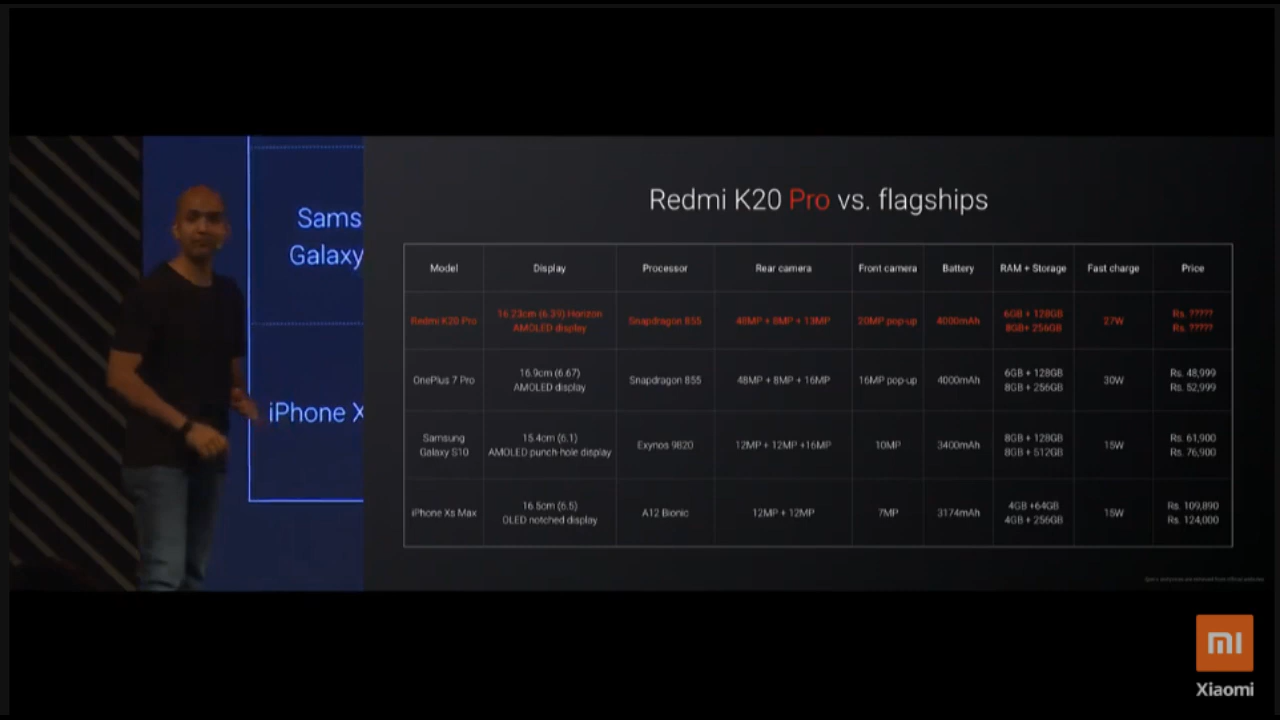 Sams
Galaxy
iPhone X
Redmi K20 Pro vs. flagships
Model Display Processor Rear camera Front camera Battery RAM + Storage Fast charge Price
Redmi K20 Pro
16.23cm (6.39) Horizon
AMOLED display
Snapdragon 855
48MP + 8MP + 13MP
20MP pop-up
4000mAh
6GB + 128GB
8GB+ 256GB
27W
Rs. ?????
Rs. ?????
OnePlus 7 Pro
16.9cm (6.67)
AMOLED display
Snapdragon 855
48MP + 8MP + 16MP
16MP pop-up
4000mAh
6GB + 128GB
8GB + 256GB
30W
Rs. 48,999
Rs. 52,999
Samsung
Galaxy S10
15.4cm (6.1)
AMOLED punch-hole display
Exynos 9820
12MP + 12MP +16MP
10MP
3400mAh
8GB + 128GB
8GB + 512GB
15W
Rs. 61,900
Rs. 76,900
iPhone Xs Max
16.5cm (6.5)
OLED notched display
A12 Bionic
12MP + 12MP
7MP
3174mAh
4GB +64GB
4GB + 256GB
15W
Rs. 109,890
Rs. 124,000
mi
Xiaomi